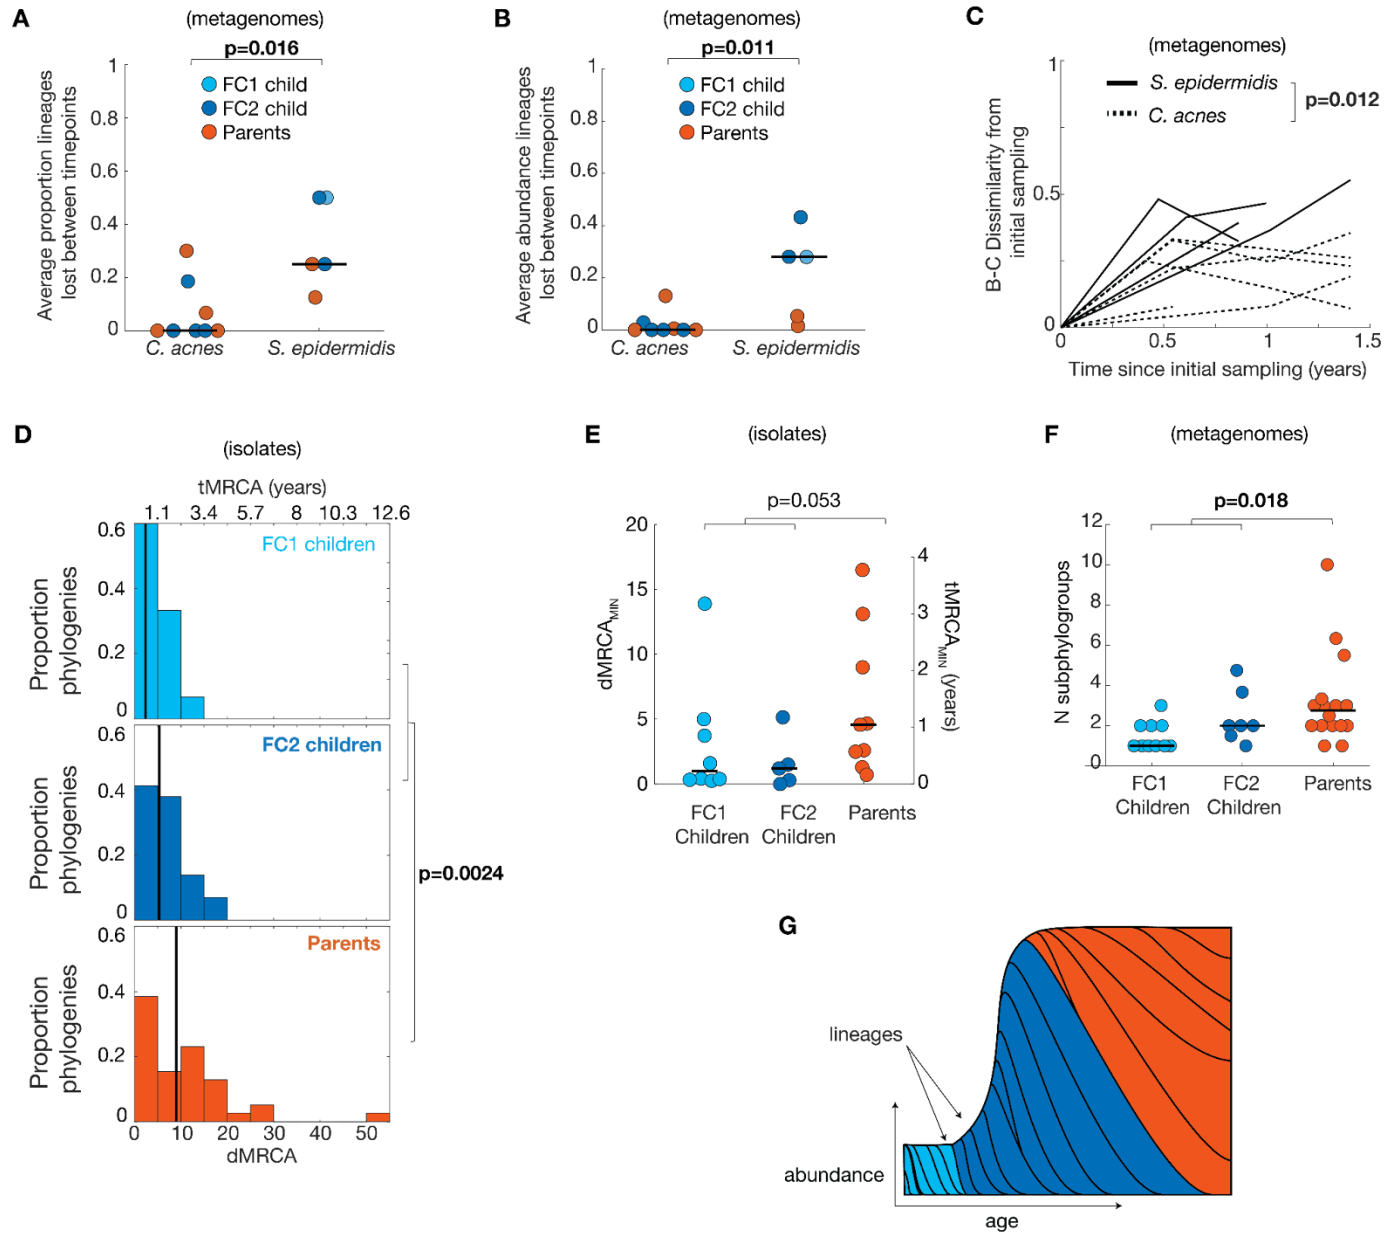 A
(metagenomes)
p=0.016
1
0.8
0.6
0.4
0.2
0
Average proportion lineages
lost between timepoints
FC1 child
FC2 child
Parents
C. acnes
S. epidermidis
B
(metagenomes)
p=0.011
1
0.8
0.6
0.4
0.2
0
Average abundance lineages
lost between timepoints
FC1 child
FC2 child
Parents
C. acnes
S. epidermidis
C
(metagenomes)
1
0.5
0
B-C Dissimilarity from
initial sampling
S. epidermidis
C. acnes
p=0.012
0
0.5
1
1.5
Time since initial sampling (years)
D
(isolates)
tMRCA (years)
1.1 3.4 5.7 8 10.3 12.6
FC1 children
0.6
0.4
0.2
0
Proportion
phylogenies
FC2 children
0.6
0.4
0.2
0
Proportion
phylogenies
p=0.0024
Parents
0.6
0.4
0.2
0
Proportion
phylogenies
0 10 20 30 40 50
dMRCA
E
(isolates)
p=0.053
20
15
10
5
0
dMRCAMIN
4
3
2
1
0
tMRCAMIN (years)
FC1
Children
FC2
Children
Parents
F
(metagenomes)
p=0.018
12
10
8
6
4
2
0
N subphylogroups
FC1
Children
FC2
Children
Parents
G
lineages
abundance
age